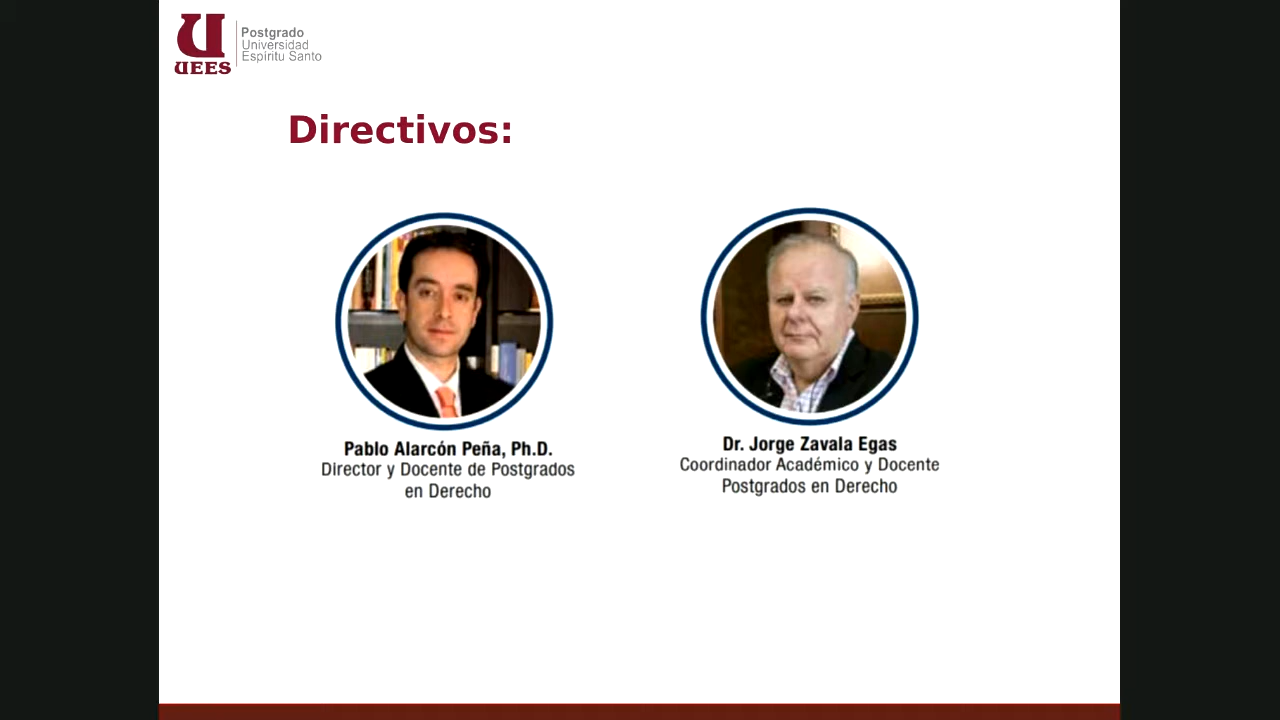 UEES
Postgrado
Universidad
Espíritu Santo
Directivos:
Pablo Alarcón Peña, Ph.D.
Director y Docente de Postgrados
en Derecho
Dr. Jorge Zavala Egas
Coordinador Académico y Docente
Postgrados en Derecho